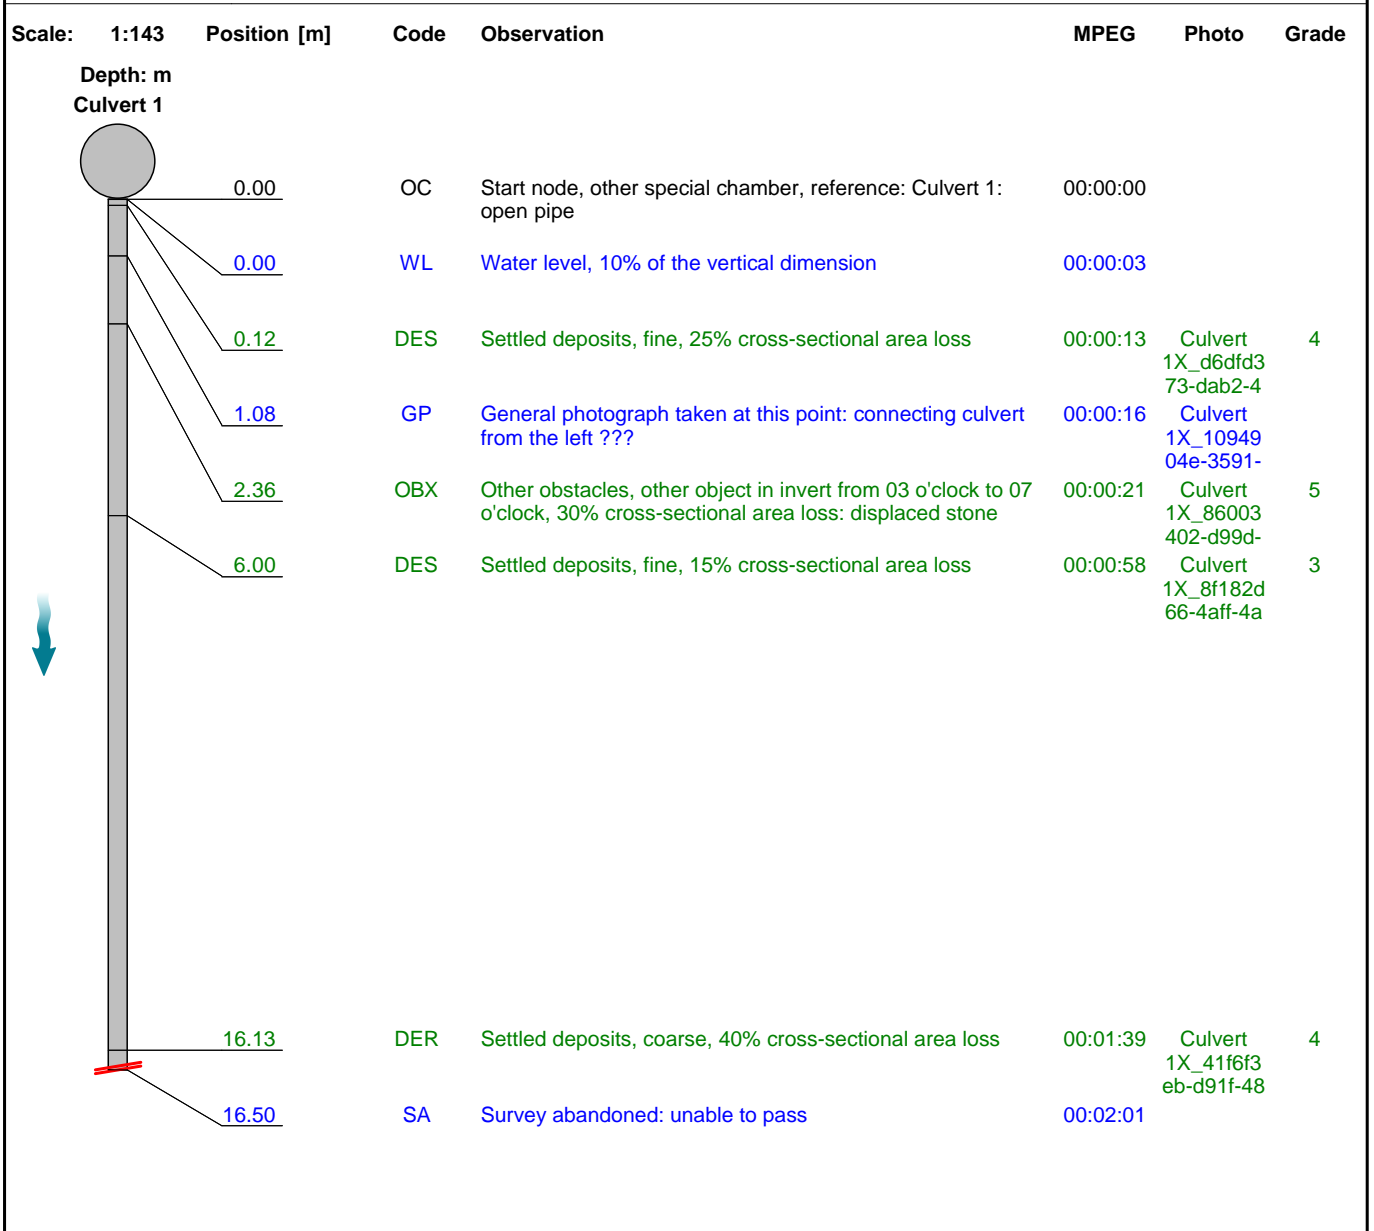 Scale: 1:143 Position [m] Code Observation MPEG Photo Grade
Depth: m
Culvert 1
0.00 OC Start node, other special chamber, reference: Culvert 1: 00:00:00
open pipe
0.00 WL Water level, 10% of the vertical dimension 00:00:03
0.12 DES Settled deposits, fine, 25% cross-sectional area loss 00:00:13 Culvert 4
1X_d6dfd3
73-dab2-4
1.08 GP General photograph taken at this point: connecting culvert 00:00:16 Culvert
from the left ??? 1X_10949
04e-3591-
2.36 OBX Other obstacles, other object in invert from 03 o'clock to 07 00:00:21 Culvert 5
o'clock, 30% cross-sectional area loss: displaced stone 1X_86003
402-d99d-
6.00 DES Settled deposits, fine, 15% cross-sectional area loss 00:00:58 Culvert 3
1X_8f182d
66-4aff-4a
16.13 DER Settled deposits, coarse, 40% cross-sectional area loss 00:01:39 Culvert 4
1X_41f6f3
eb-d91f-48
16.50 SA Survey abandoned: unable to pass 00:02:01